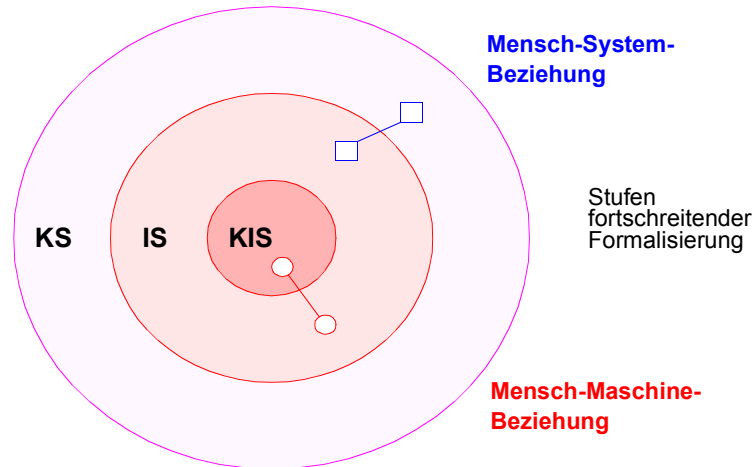 Mensch-System-
Beziehung
Stufen
fortschreitender
Formalisierung
KS IS KIS
Mensch-Maschine-
Beziehung